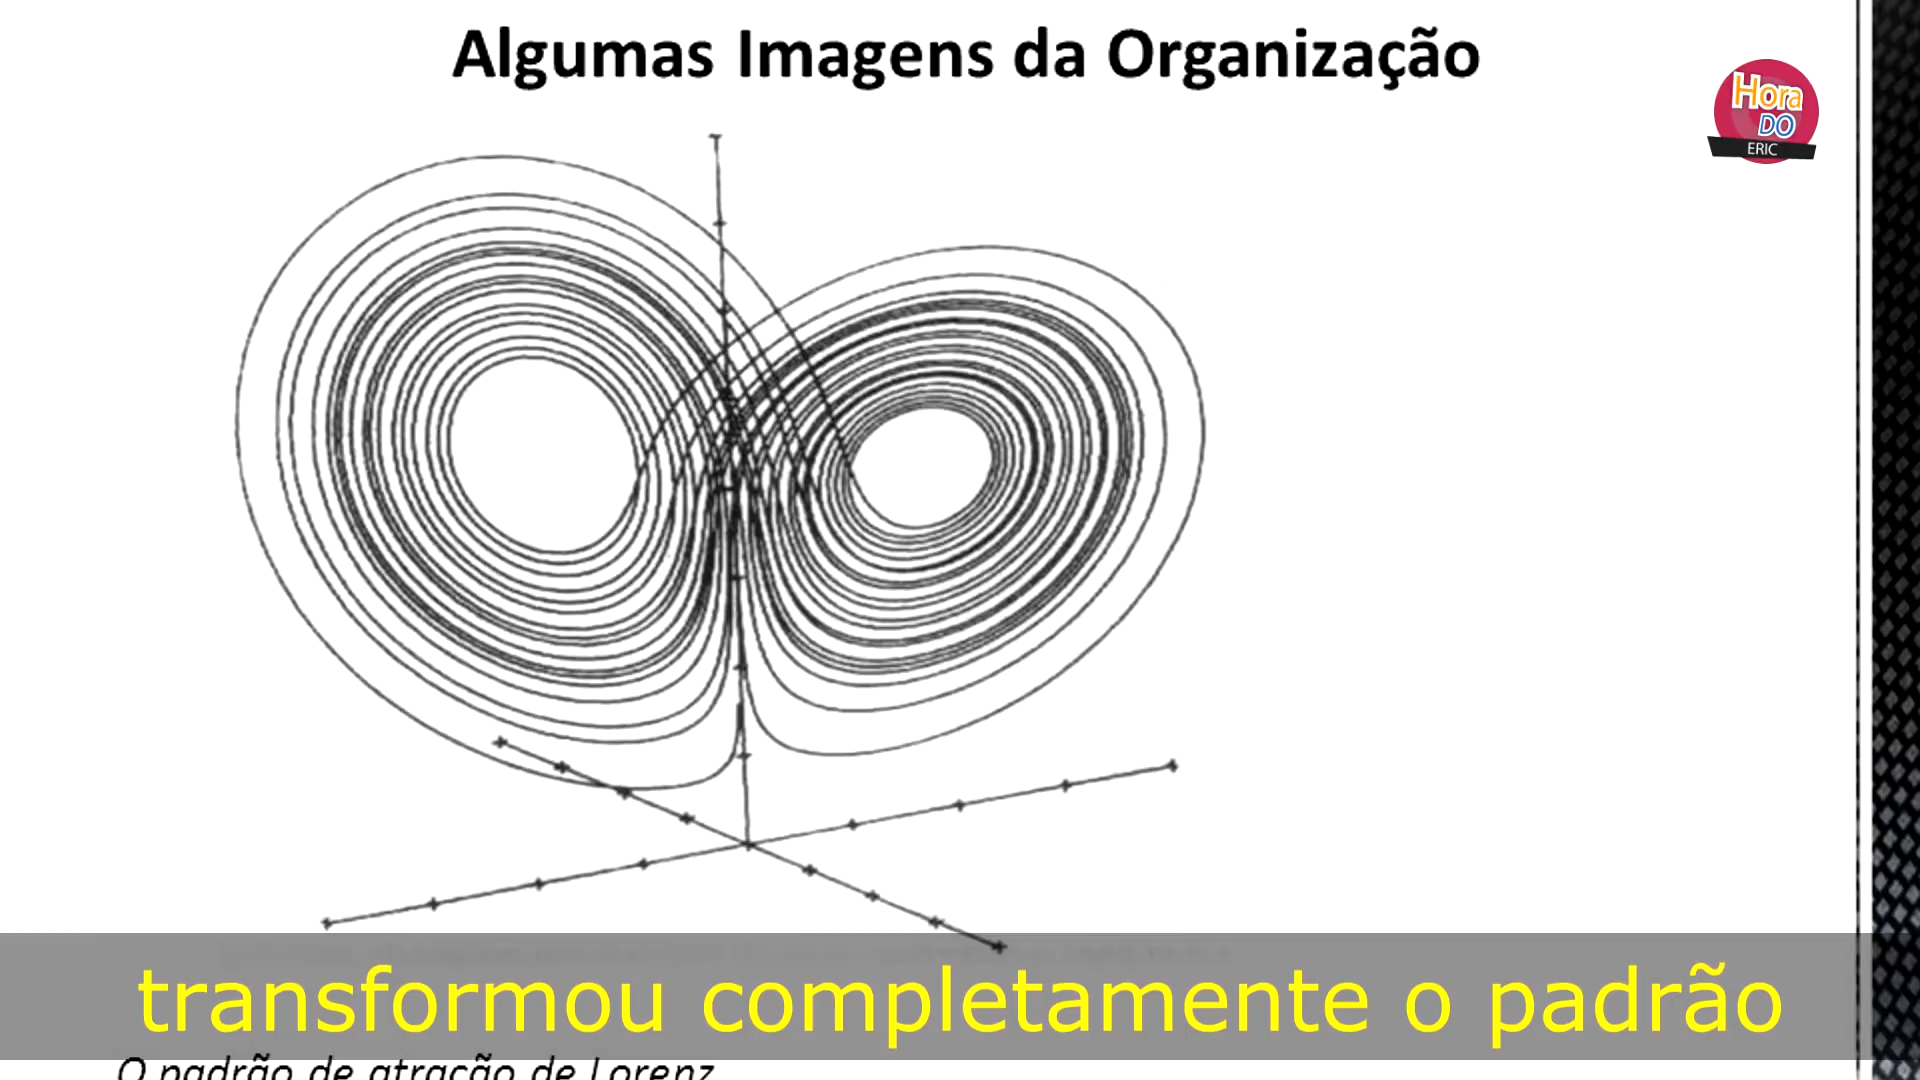 Algumas Imagens da Organização
Hora
DO
ERIC
transformou completamente o padrão
O padrão de atração de Lorenz